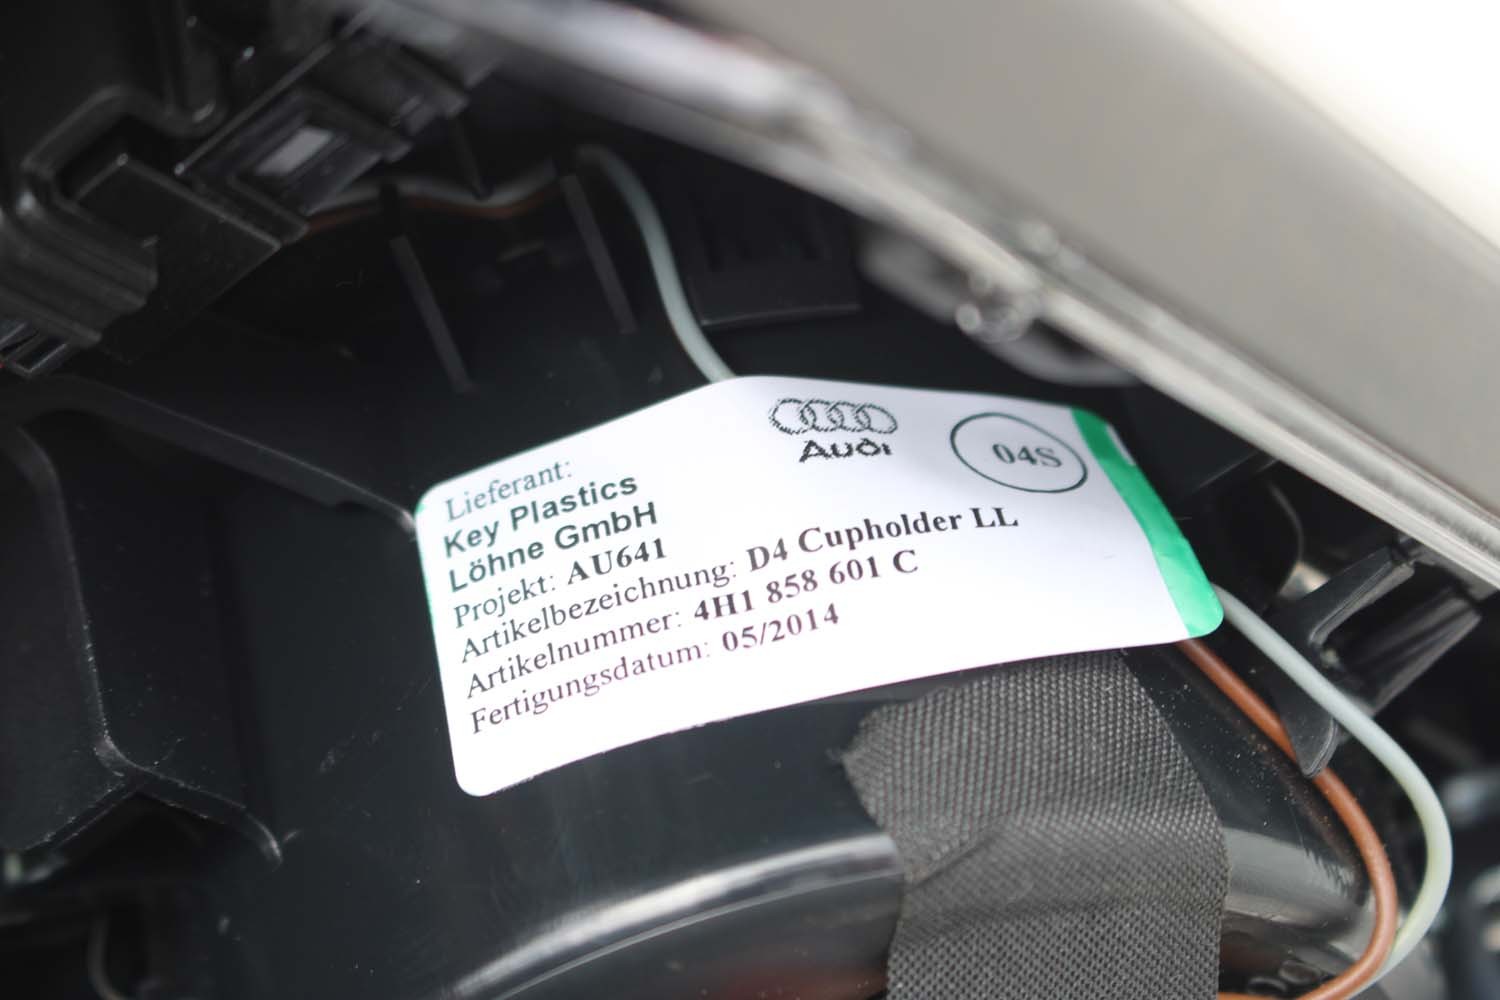 Audi
04S
Lieferant:
Key Plastics
Löhne GmbH
Projekt: AU641
Artikelbezeichnung: D4 Cupholder LL
Artikelnummer: 4H1 858 601 C
Fertigungsdatum: 05/2014